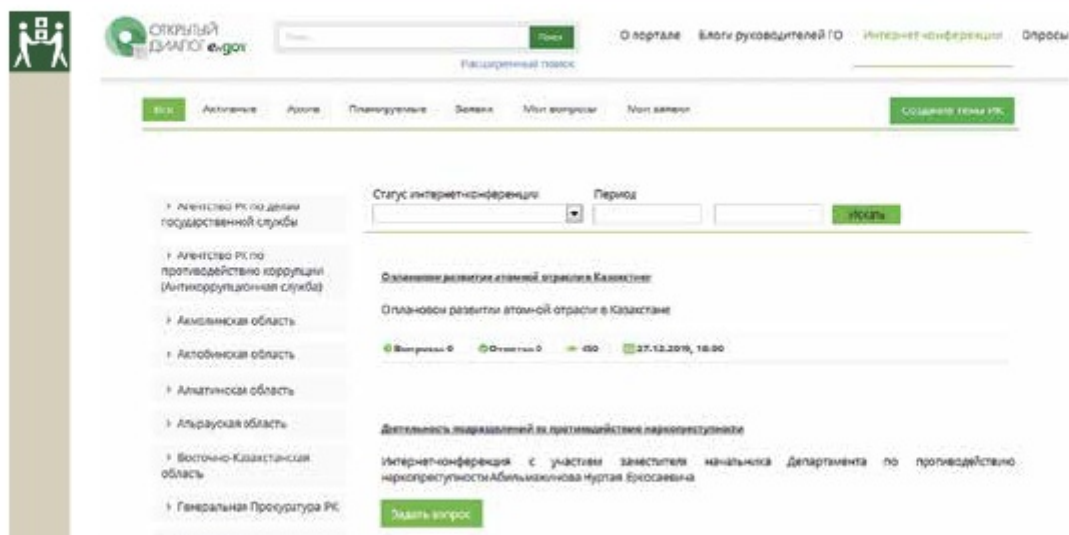 ОТКРЫТЫЙ
ДИАЛОГ e.gov
Поиск
О портале Блоги руководителей ГО Интернет-конференции Опросы
Расширенный поиск
Все Активные Архив Планируемые Заявки Мои вопросы Мои заявки Создание темы ИК
Статус интернет-конференции Период
Искать
Агентство РК по делам
государственной службы
Агентство РК по
противодействию коррупции
(Антикоррупционная служба)
Акмолинская область
Актюбинская область
Алматинская область
Атырауская область
Восточно-Казахстанская
область
Генеральная Прокуратура РК
О плановом развитии атомной отрасли в Казахстане
О плановом развитии атомной отрасли в Казахстане
Вопросы: 0 Ответы: 0 450 27.12.2019, 18:00
Деятельность подразделений по противодействию наркопреступности
Интернет-конференция с участием заместителя начальника Департамента по противодействию
наркопреступности Абильмажинова Нуртая
Задать вопрос